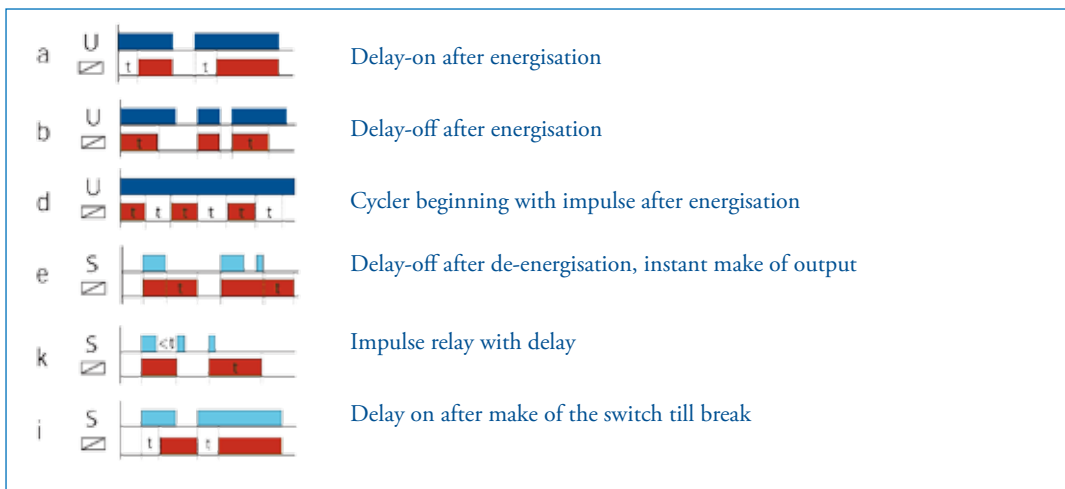 a U t t Delay-on after energisation
b U t t Delay-off after energisation
d U t t t t t t Cycler beginning with impulse after energisation
e S t t Delay-off after de-energisation, instant make of output
k S <t t Impulse relay with delay
i S t t Delay on after make of the switch till break